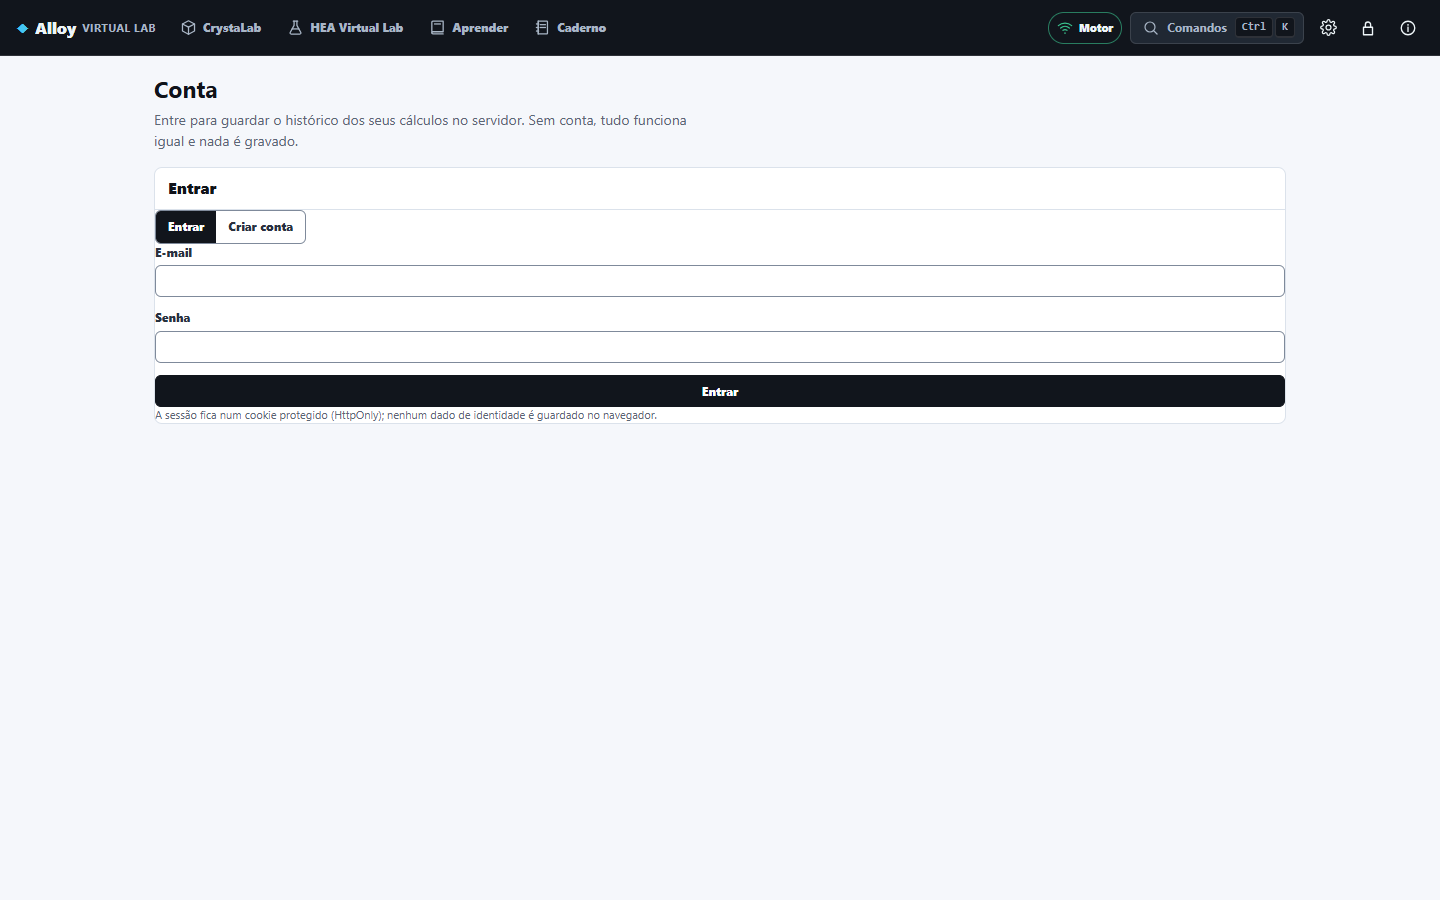 Alloy VIRTUAL LAB CrystaLab HEA Virtual Lab Aprender Caderno Motor Comandos Ctrl K
Conta
Entre para guardar o histórico dos seus cálculos no servidor. Sem conta, tudo funciona
igual e nada é gravado.
Entrar
Entrar Criar conta
E-mail
Senha
Entrar
A sessão fica num cookie protegido (HttpOnly); nenhum dado de identidade é guardado no navegador.